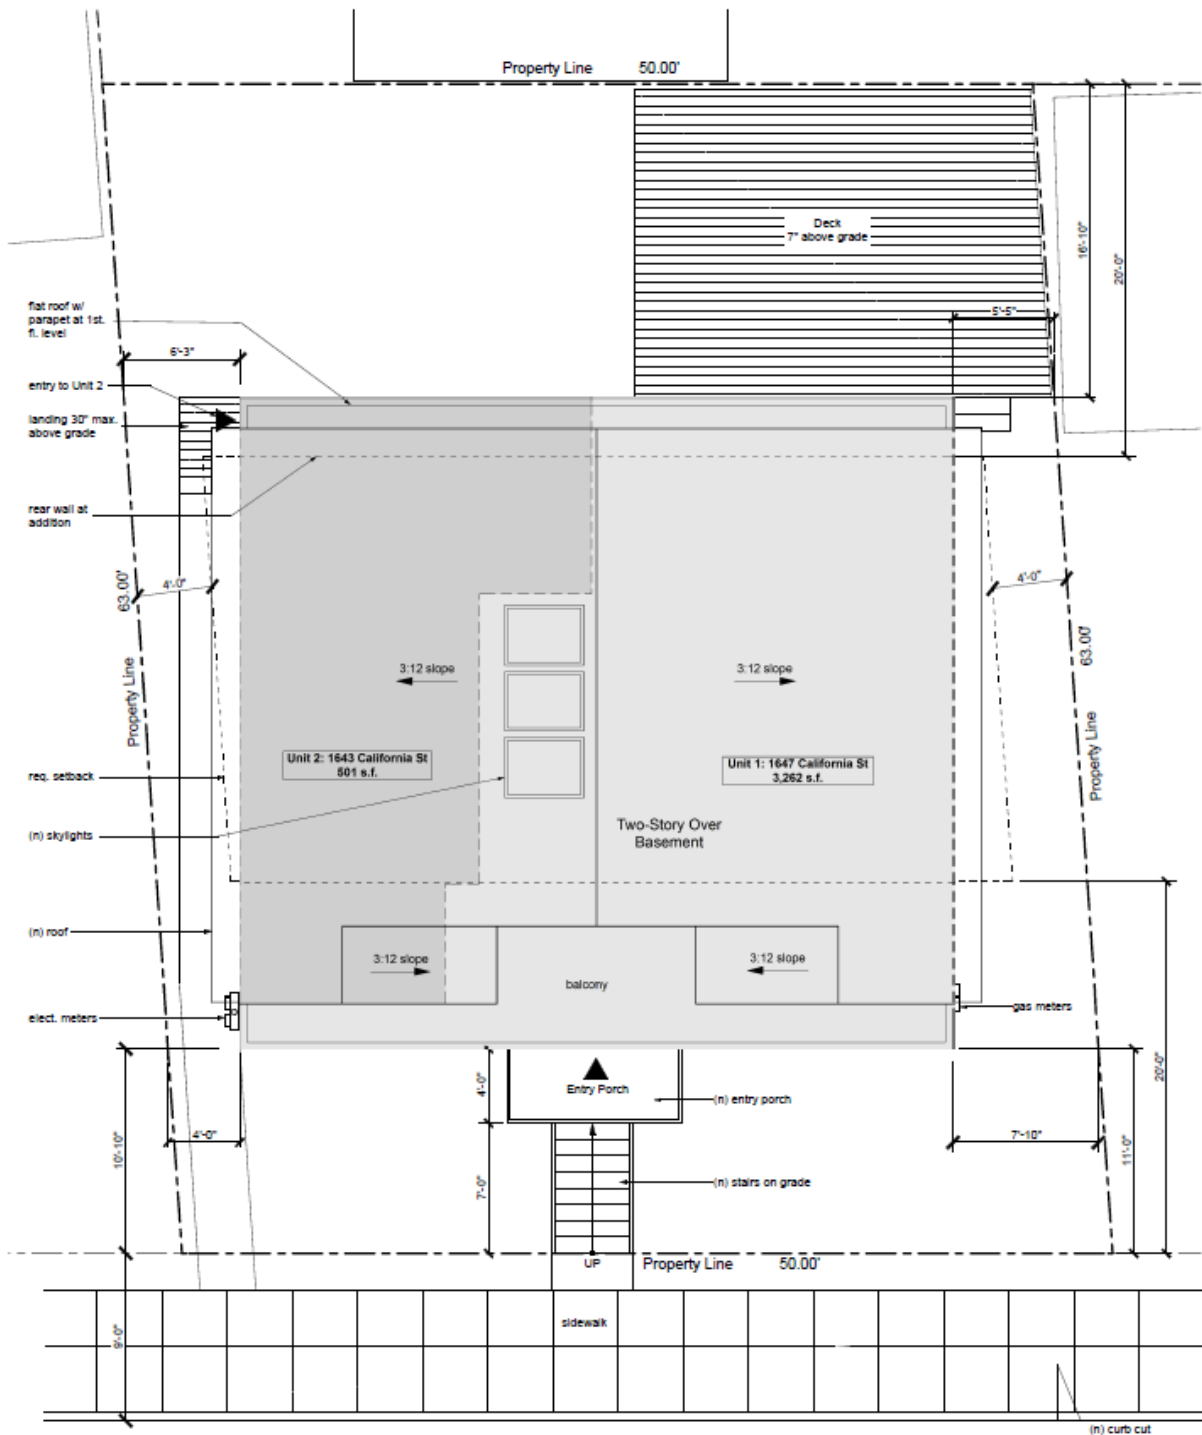 Property Line 50.00'
Deck
7" above grade
16'-10"
20'-0"
5'-5"
flat roof w/
parapet at 1st.
fl. level
6'-3"
entry to Unit 2
landing 30" max.
above grade
rear wall at
addition
4'-0"
63.00'
Property Line
4'-0"
63.00'
Property Line
3:12 slope
3:12 slope
Unit 2: 1643 California St
501 s.f.
Unit 1: 1647 California St
3,262 s.f.
req. setback
(n) skylights
Two-Story Over
Basement
(n) roof
3:12 slope
balcony
3:12 slope
elect. meters
gas meters
4'-0"
Entry Porch
(n) entry porch
20'-0"
10'-10"
4'-0"
7'-10"
11'-0"
7'-0"
(n) stairs on grade
UP
Property Line 50.00'
sidewalk
9'-0"
(n) curb cut